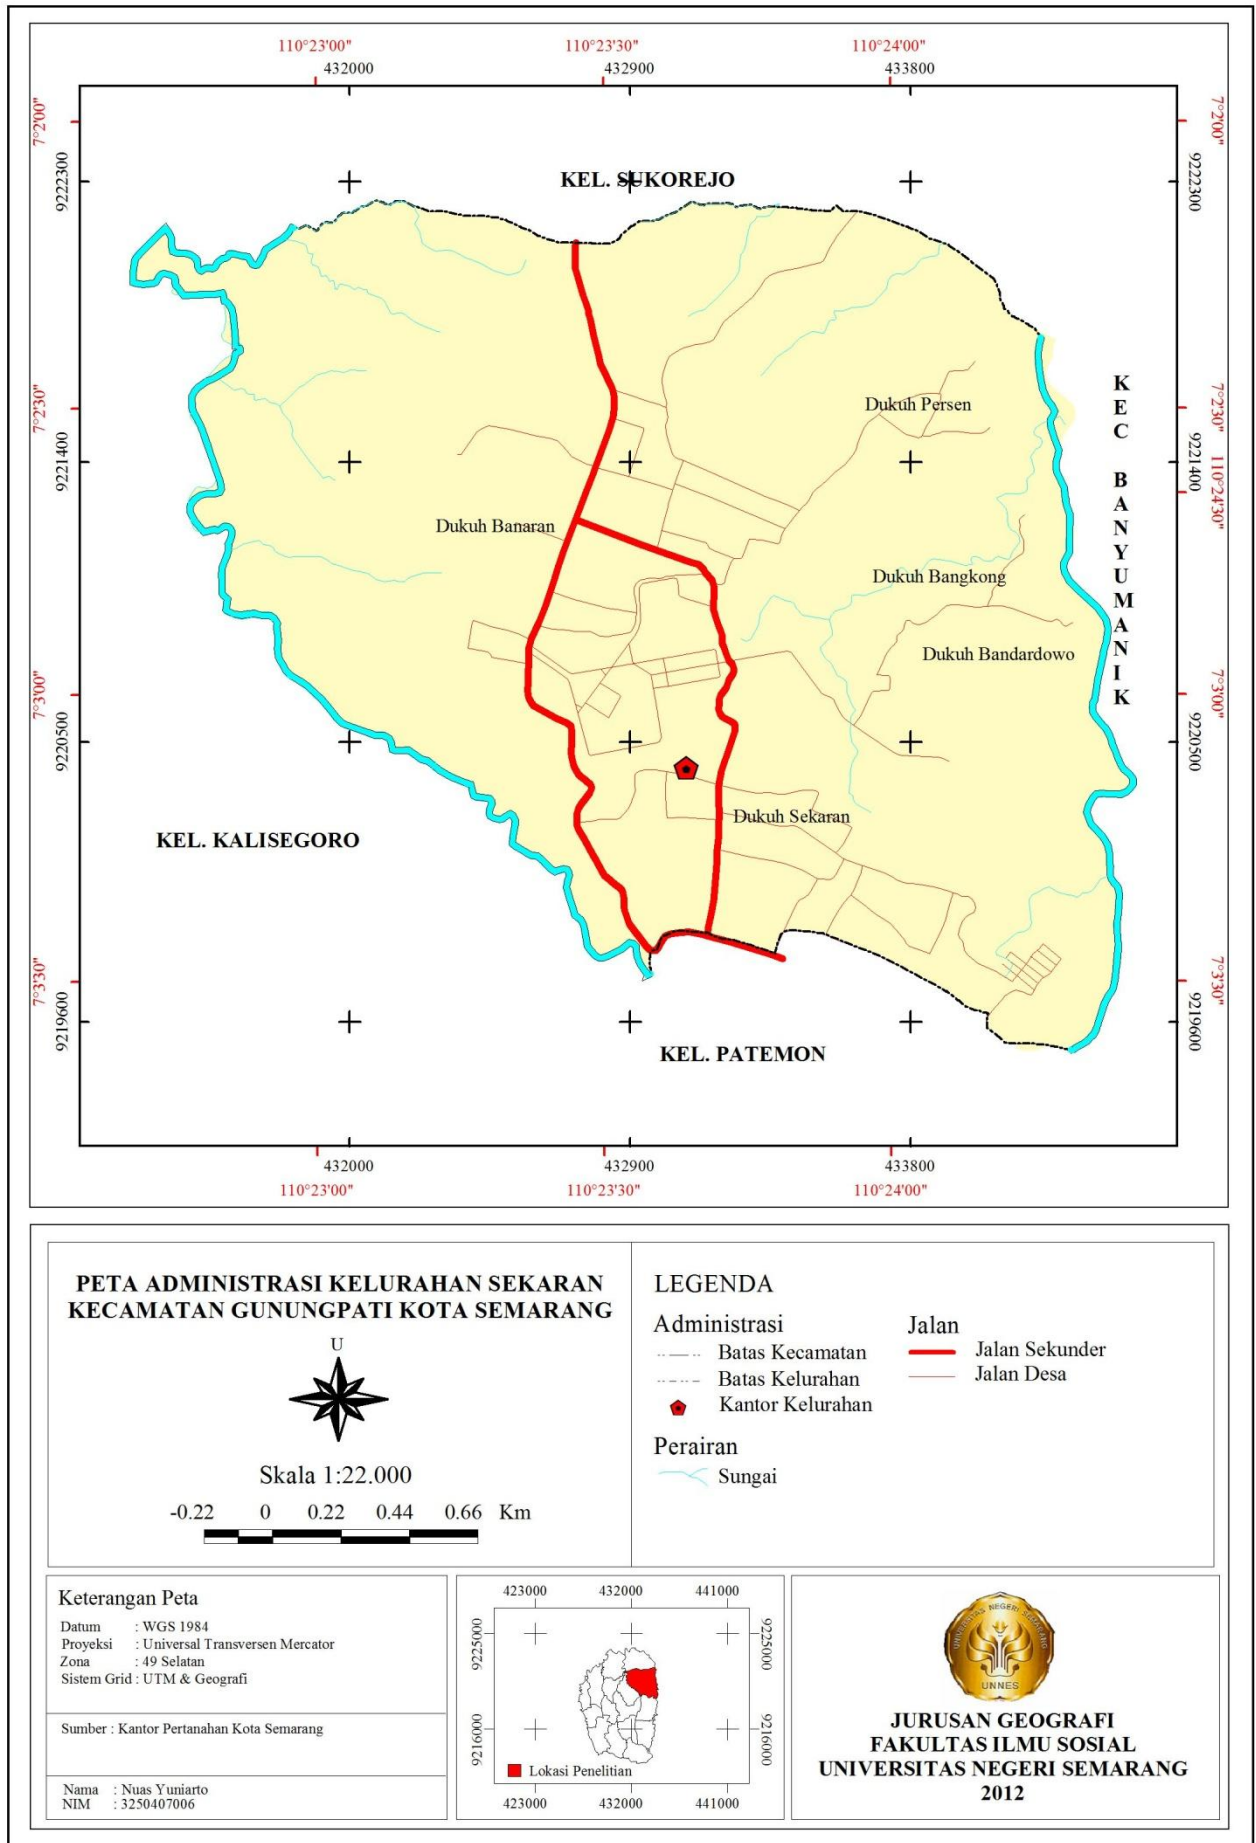 110°23'00" 110°23'30" 110°24'00"
432000 432900 433800
7°2'00"
9222300
7°2'30"
9221400
7°3'00"
9220500
7°3'30"
9219600
KEL. SUKOREJO
Dukuh Persen
Dukuh Banaran
Dukuh Bangkong
Dukuh Bandardowo
Dukuh Sekaran
KEL. KALISEGORO
KEL. PATEMON
KEC BANYUMANIK
7°2'00"
9222300
7°2'30"
9221400
110°24'30"
7°3'00"
9220500
7°3'30"
9219600
432000 432900 433800
110°23'00" 110°23'30" 110°24'00"
PETA ADMINISTRASI KELURAHAN SEKARAN
KECAMATAN GUNUNGPATI KOTA SEMARANG
U
Skala 1:22.000
-0.22 0 0.22 0.44 0.66 Km
LEGENDA
Administrasi
Batas Kecamatan
Batas Kelurahan
Kantor Kelurahan
Perairan
Sungai
Jalan
Jalan Sekunder
Jalan Desa
Keterangan Peta
Datum : WGS 1984
Proyeksi : Universal Transversen Mercator
Zona : 49 Selatan
Sistem Grid : UTM & Geografi
Sumber : Kantor Pertanahan Kota Semarang
Nama : Nuas Yuniarto
NIM : 3250407006
423000 432000 441000
9225000
9216000
9225000
9216000
Lokasi Penelitian
423000 432000 441000
UNIVERSITAS NEGERI SEMARANG
UNNES
JURUSAN GEOGRAFI
FAKULTAS ILMU SOSIAL
UNIVERSITAS NEGERI SEMARANG
2012